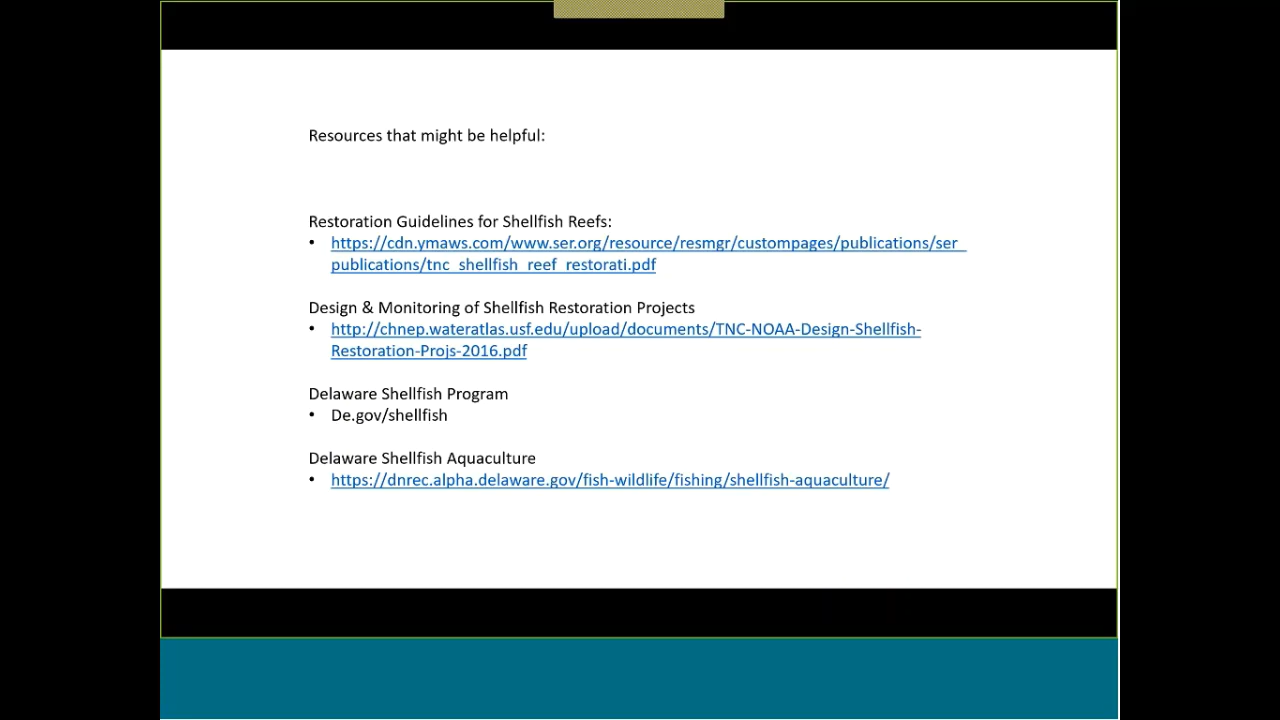 Resources that might be helpful:
Restoration Guidelines for Shellfish Reefs:
• https://cdn.ymaws.com/www.ser.org/resource/resmgr/custompages/publications/ser_
publications/tnc_shellfish_reef_restorati.pdf
Design & Monitoring of Shellfish Restoration Projects
• http://chnep.wateratlas.usf.edu/upload/documents/TNC-NOAA-Design-Shellfish-
Restoration-Projs-2016.pdf
Delaware Shellfish Program
• De.gov/shellfish
Delaware Shellfish Aquaculture
• https://dnrec.alpha.delaware.gov/fish-wildlife/fishing/shellfish-aquaculture/